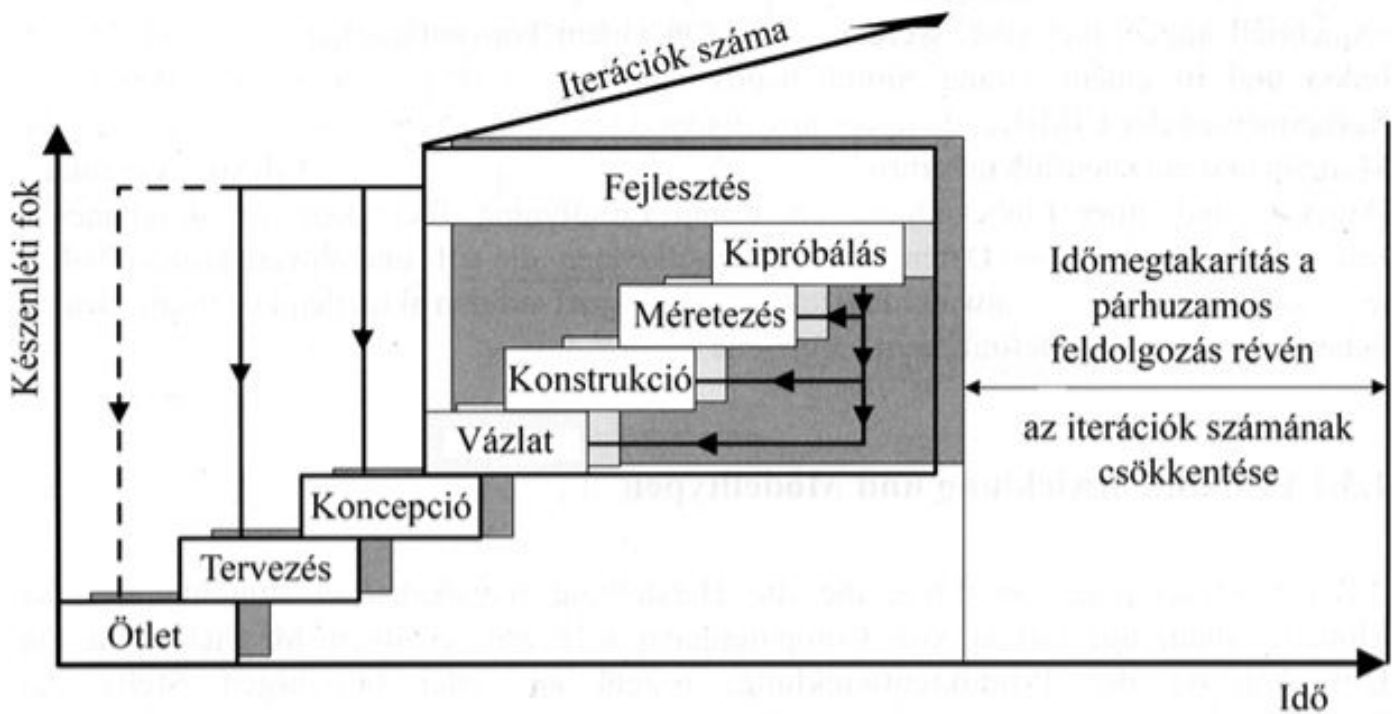 Iterációk száma
Készenléti fok
Fejlesztés
Kipróbálás
Méretezés
Konstrukció
Vázlat
Koncepció
Tervezés
Ötlet
Időmegtakarítás a
párhuzamos
feldolgozás révén
az iterációk számának
csökkentése
Idő